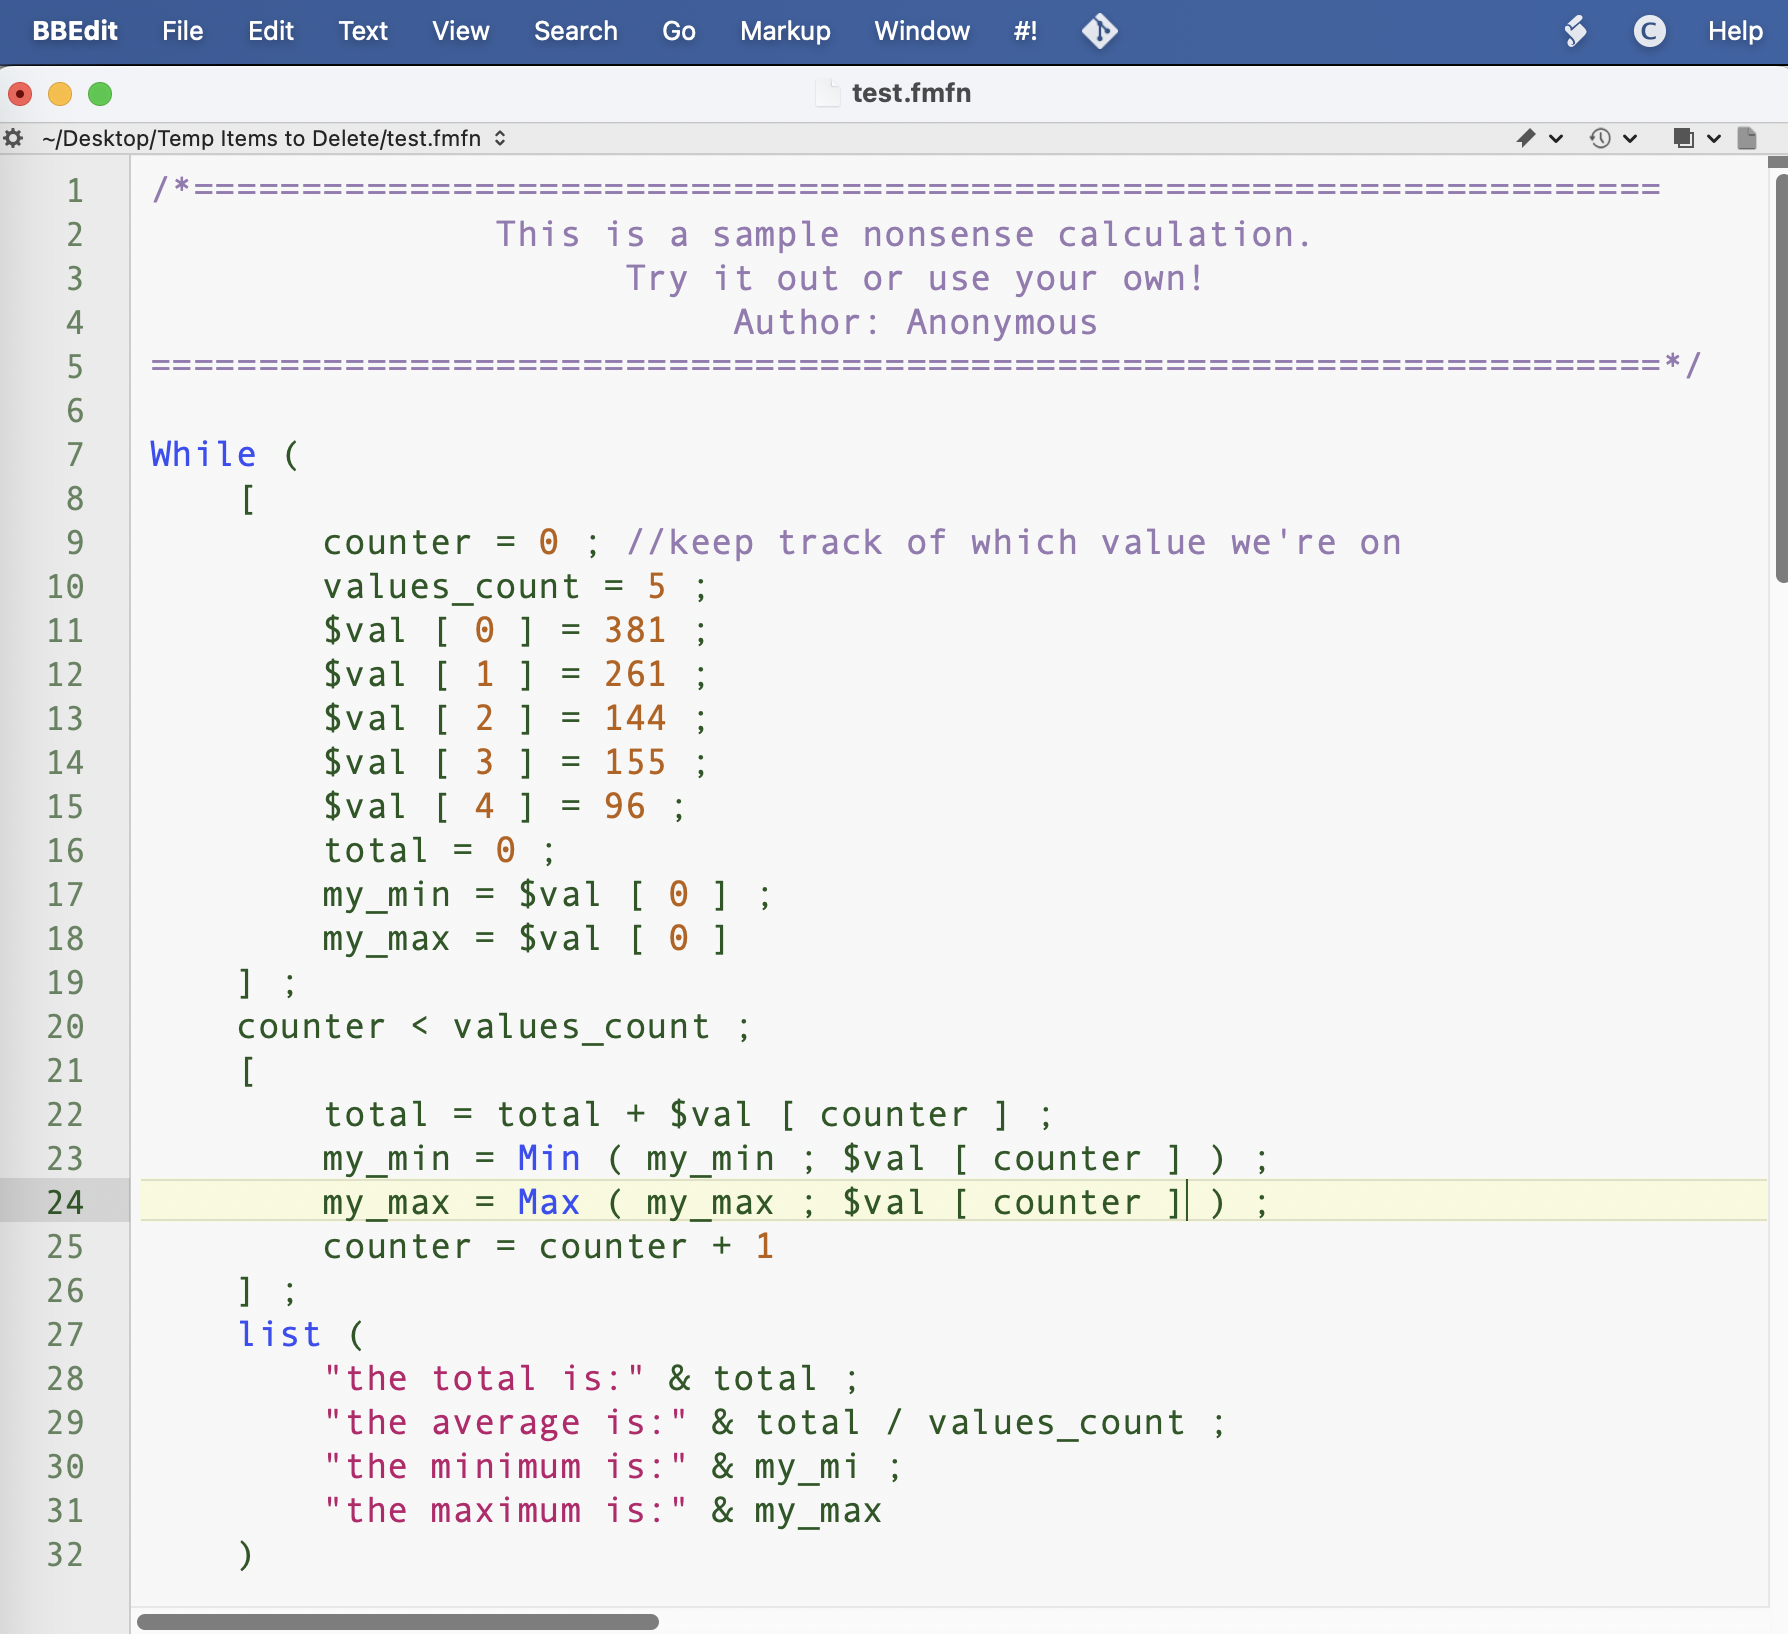 BBEdit File Edit Text View Search Go Markup Window #! C Help
test.fmfn
~/Desktop/Temp Items to Delete/test.fmfn
1 /*====================================================================
2 This is a sample nonsense calculation.
3 Try it out or use your own!
4 Author: Anonymous
5 ======================================================================*/
6
7 While (
8 [
9 counter = 0 ; //keep track of which value we're on
10 values_count = 5 ;
11 $val [ 0 ] = 381 ;
12 $val [ 1 ] = 261 ;
13 $val [ 2 ] = 144 ;
14 $val [ 3 ] = 155 ;
15 $val [ 4 ] = 96 ;
16 total = 0 ;
17 my_min = $val [ 0 ] ;
18 my_max = $val [ 0 ]
19 ] ;
20 counter < values_count ;
21 [
22 total = total + $val [ counter ] ;
23 my_min = Min ( my_min ; $val [ counter ] ) ;
24 my_max = Max ( my_max ; $val [ counter ] ) ;
25 counter = counter + 1
26 ] ;
27 list (
28 "the total is:" & total ;
29 "the average is:" & total / values_count ;
30 "the minimum is:" & my_mi ;
31 "the maximum is:" & my_max
32 )